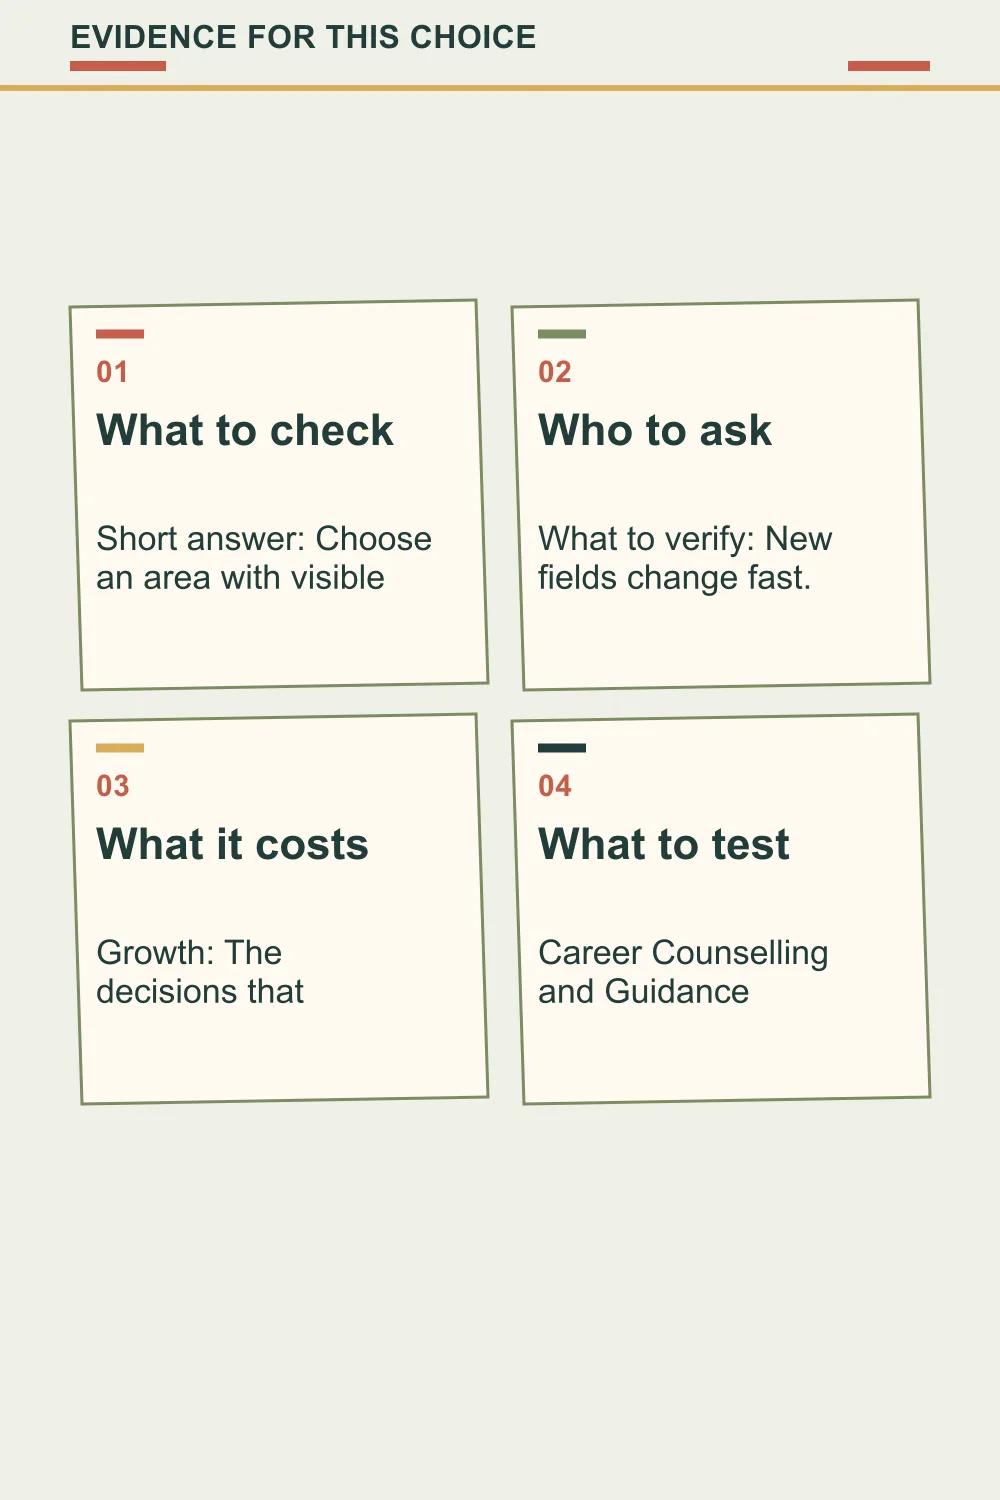 EVIDENCE FOR THIS CHOICE
01
What to check
Short answer: Choose
an area with visible
02
Who to ask
What to verify: New
fields change fast.
03
What it costs
Growth: The
decisions that
04
What to test
Career Counselling
and Guidance